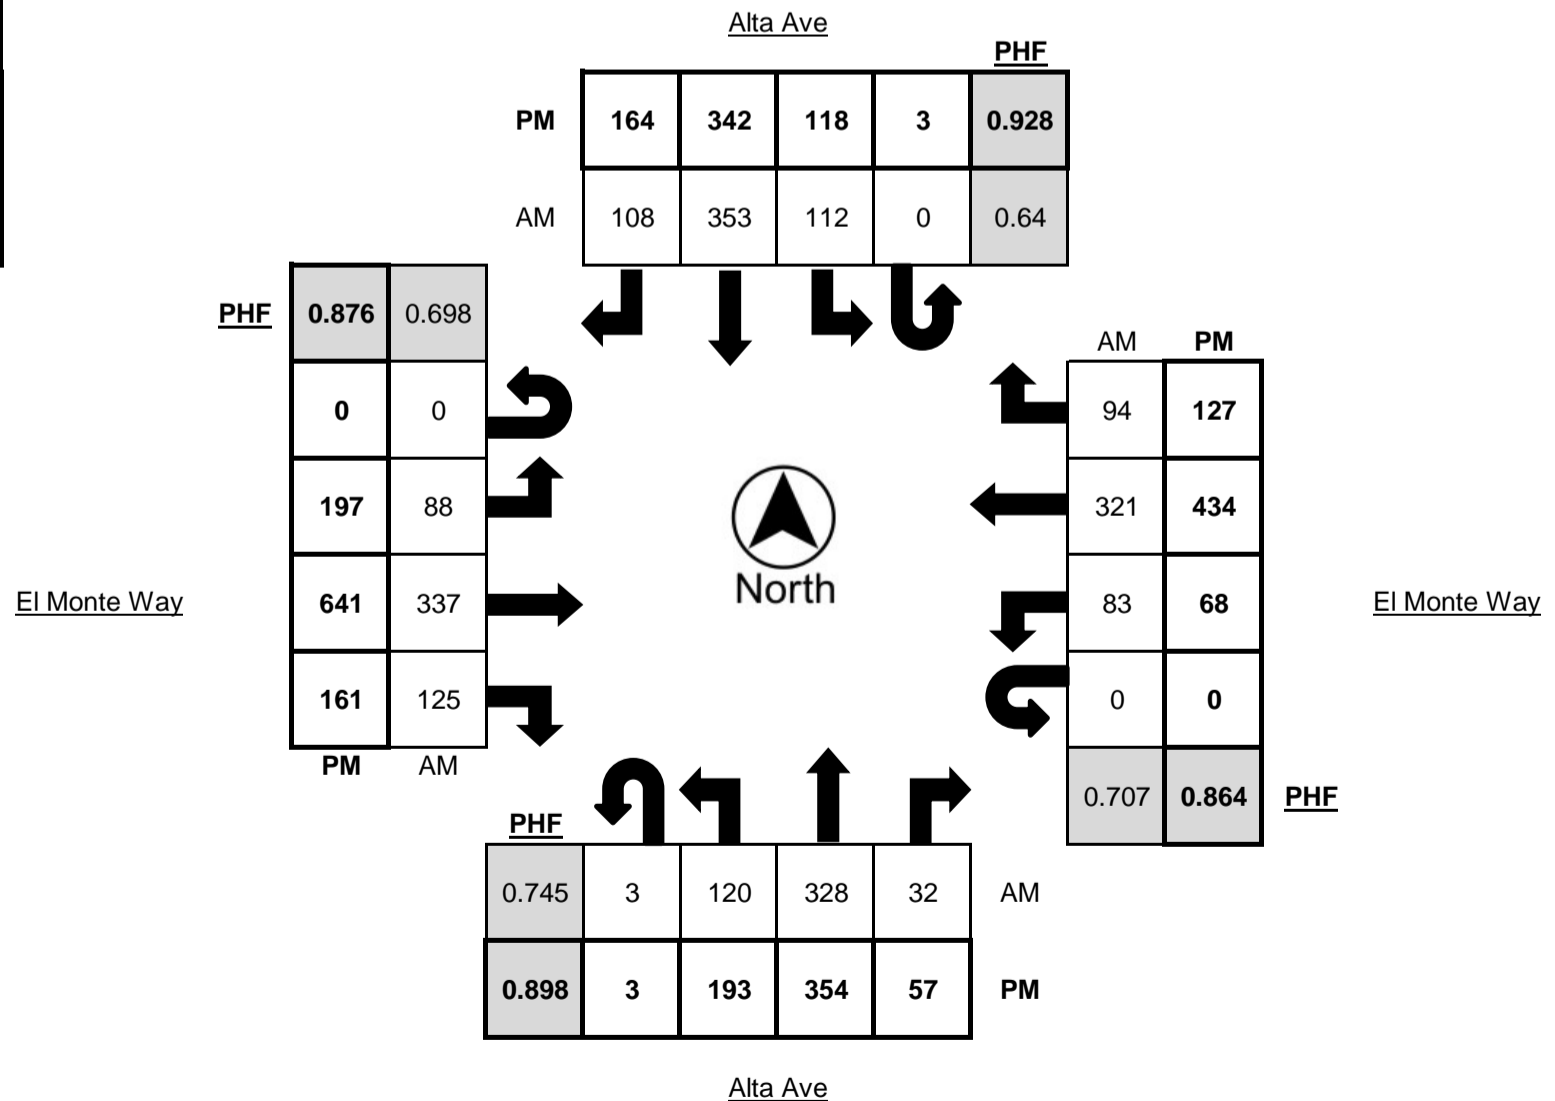 Alta Ave
PHF
PM 164 342 118 3 0.928
AM 108 353 112 0 0.64
PHF 0.876 0.698
AM PM
0 0
94 127
197 88
321 434
North
El Monte Way
641 337
83 68
El Monte Way
161 125
0 0
PM AM
0.707 0.864 PHF
PHF
0.745 3 120 328 32 AM
0.898 3 193 354 57 PM
Alta Ave